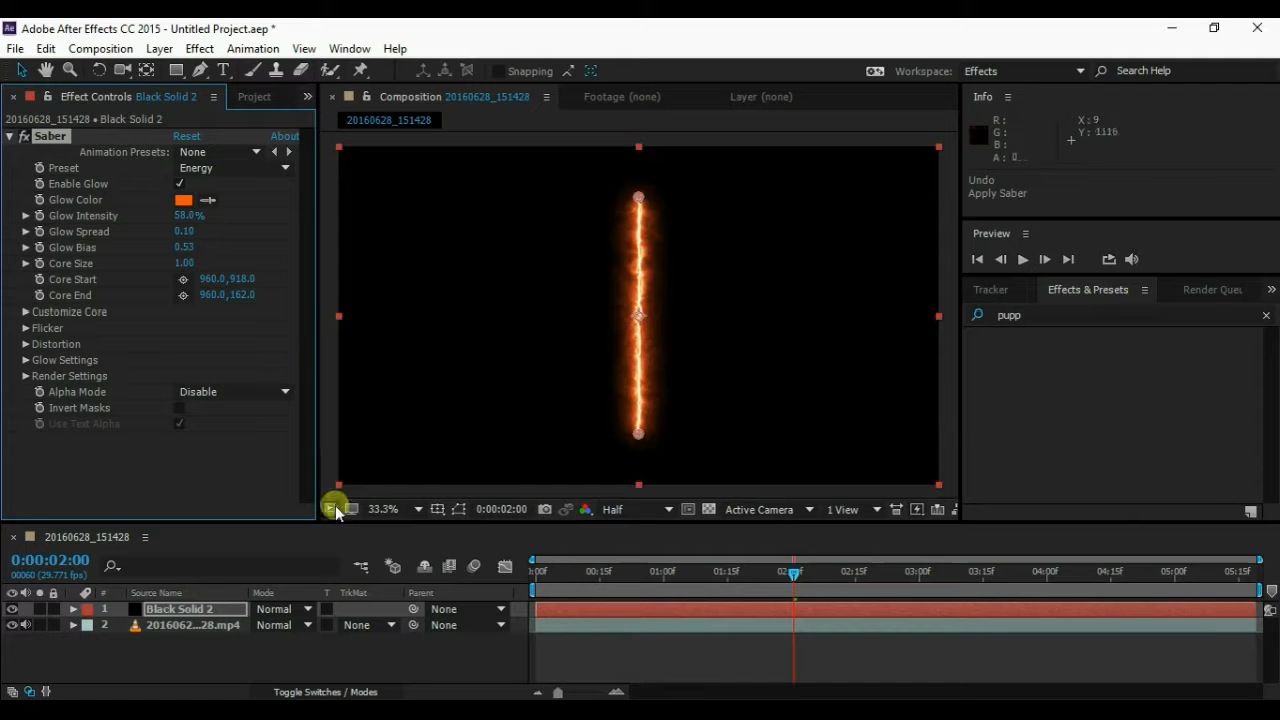 Ae Adobe After Effects CC 2015 - Untitled Project.aep *
File Edit Composition Layer Effect Animation View Window Help
T Snapping Workspace: Effects Search Help
Effect Controls Black Solid 2 Project Composition 20160628_151428 Footage (none) Layer (none) Info
20160628_151428 • Black Solid 2 20160628_151428
R: X: 9
G: Y: 1116
B:
A: 0
fx Saber Reset About
Animation Presets: None
Preset Energy
Enable Glow
Glow Color
Glow Intensity 58.0%
Glow Spread 0.10
Glow Bias 0.53
Core Size 1.00
Core Start 960.0,918.0
Core End 960.0,162.0
Customize Core
Flicker
Distortion
Glow Settings
Render Settings
Alpha Mode Disable
Invert Masks
Use Text Alpha
Undo
Apply Saber
Preview
Tracker Effects & Presets Render Queu
pupp
33.3% 0:00:02:00 Half Active Camera 1 View
20160628_151428
0:00:02:00
00060 (29.771 fps)
:00f 00:15f 01:00f 01:15f 02:15f 03:00f 03:15f 04:00f 04:15f 05:00f 05:15f
# Source Name Mode T TrkMat Parent
1 Black Solid 2 Normal None
2 2016062...28.mp4 Normal None None
Toggle Switches / Modes